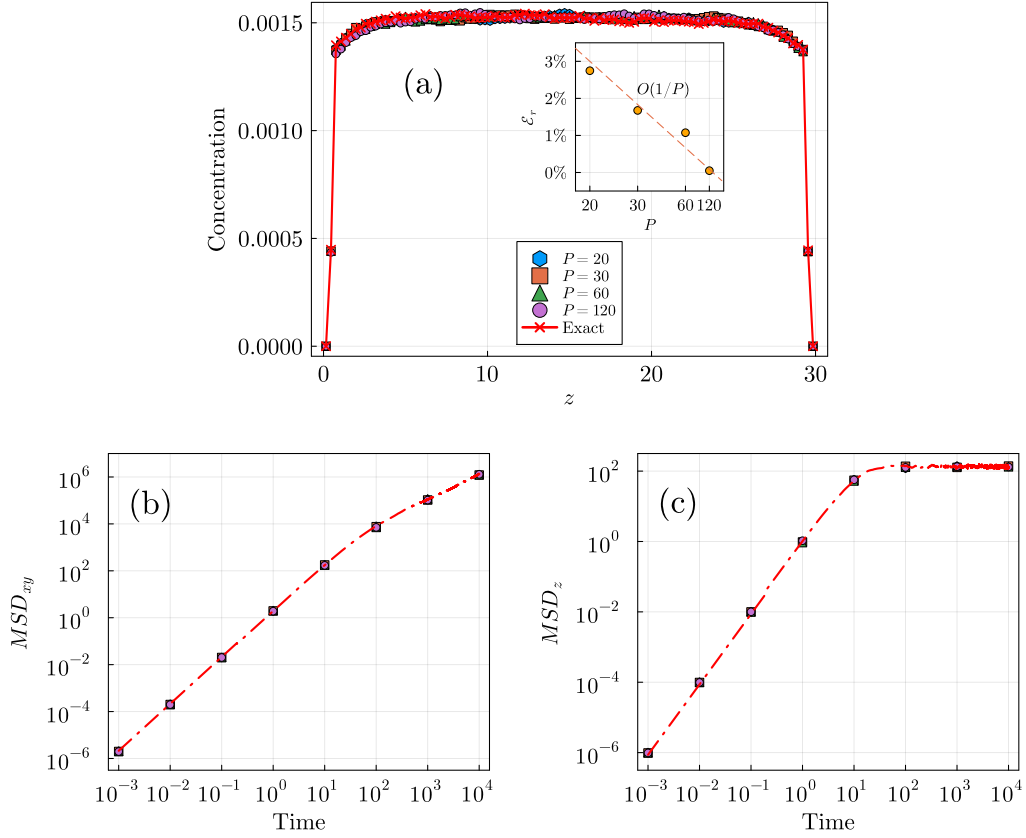 0.0015
0.0010
0.0005
0.0000
Concentration
(a)
3%
2%
1%
0%
ℰ_r
O(1/P)
20 30 60 120
P
P = 20
P = 30
P = 60
P = 120
Exact
0 10 20 30
z
10^6
10^4
10^2
10^0
10^−2
10^−4
10^−6
MSD_xy
(b)
10^−3 10^−2 10^−1 10^0 10^1 10^2 10^3 10^4
Time
10^2
10^0
10^−2
10^−4
10^−6
MSD_z
(c)
10^−3 10^−2 10^−1 10^0 10^1 10^2 10^3 10^4
Time